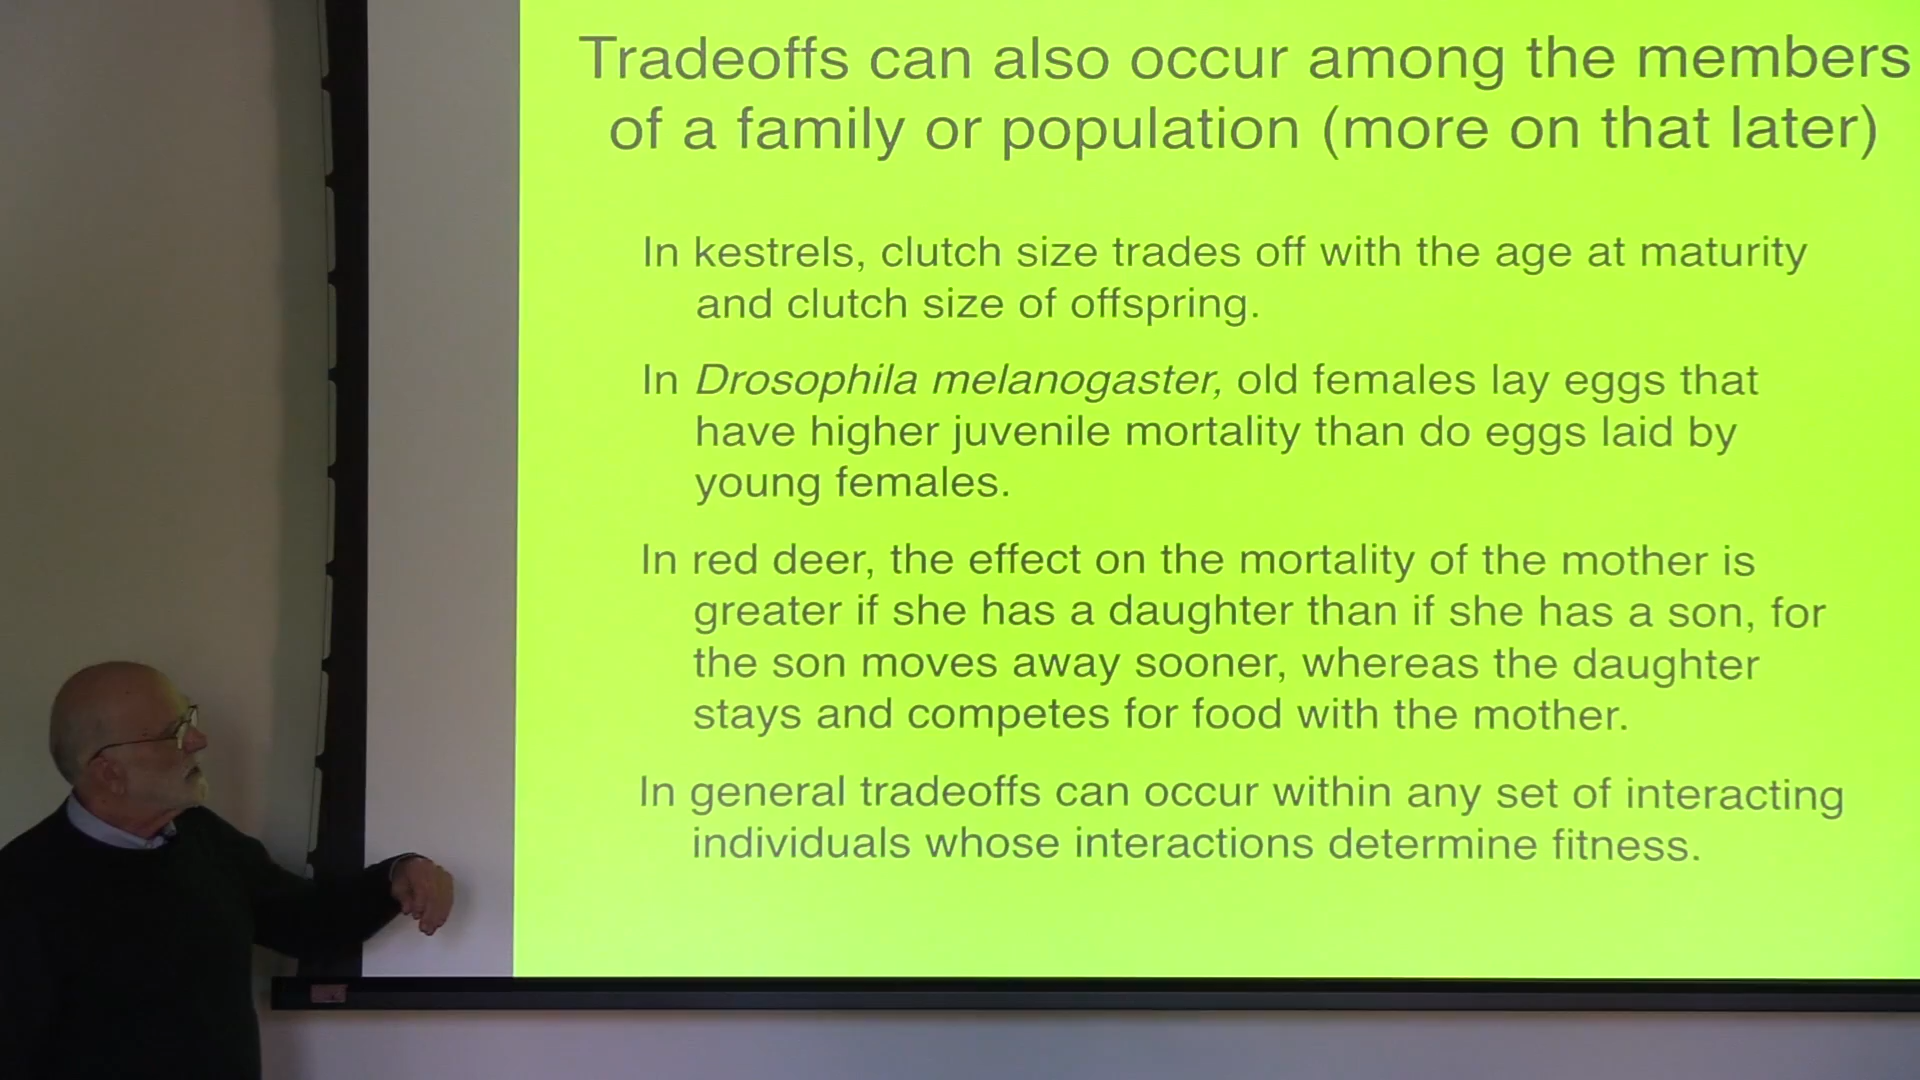 Tradeoffs can also occur among the members
of a family or population (more on that later)
In kestrels, clutch size trades off with the age at maturity
and clutch size of offspring.
In Drosophila melanogaster, old females lay eggs that
have higher juvenile mortality than do eggs laid by
young females.
In red deer, the effect on the mortality of the mother is
greater if she has a daughter than if she has a son, for
the son moves away sooner, whereas the daughter
stays and competes for food with the mother.
In general tradeoffs can occur within any set of interacting
individuals whose interactions determine fitness.